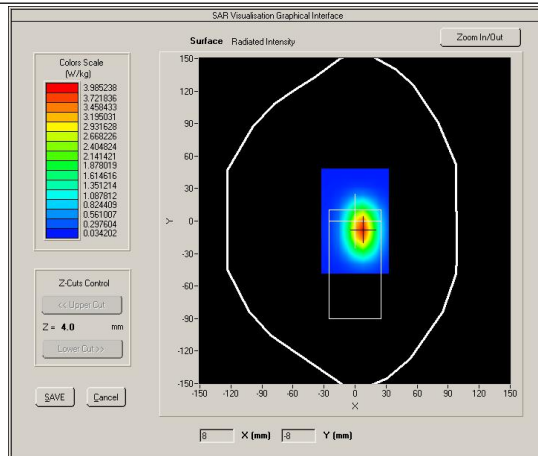 SAR Visualisation Graphical Interface
Surface Radiated Intensity
Zoom In/Out
Colors Scale
(W/kg)
3.985238
3.721836
3.458433
3.195031
2.931628
2.668226
2.404824
2.141421
1.878019
1.614616
1.351214
1.087812
0.824409
0.561007
0.297604
0.034202
Z-Cuts Control
<< Upper Cut
Z = 4.0 mm
Lower Cut >>
SAVE Cancel
150-
120-
90-
60-
30-
0-
-30-
-60-
-90-
-120-
-150-
Y
-150 -120 -90 -60 -30 0 30 60 90 120 150
X
8 X (mm) -8 Y (mm)